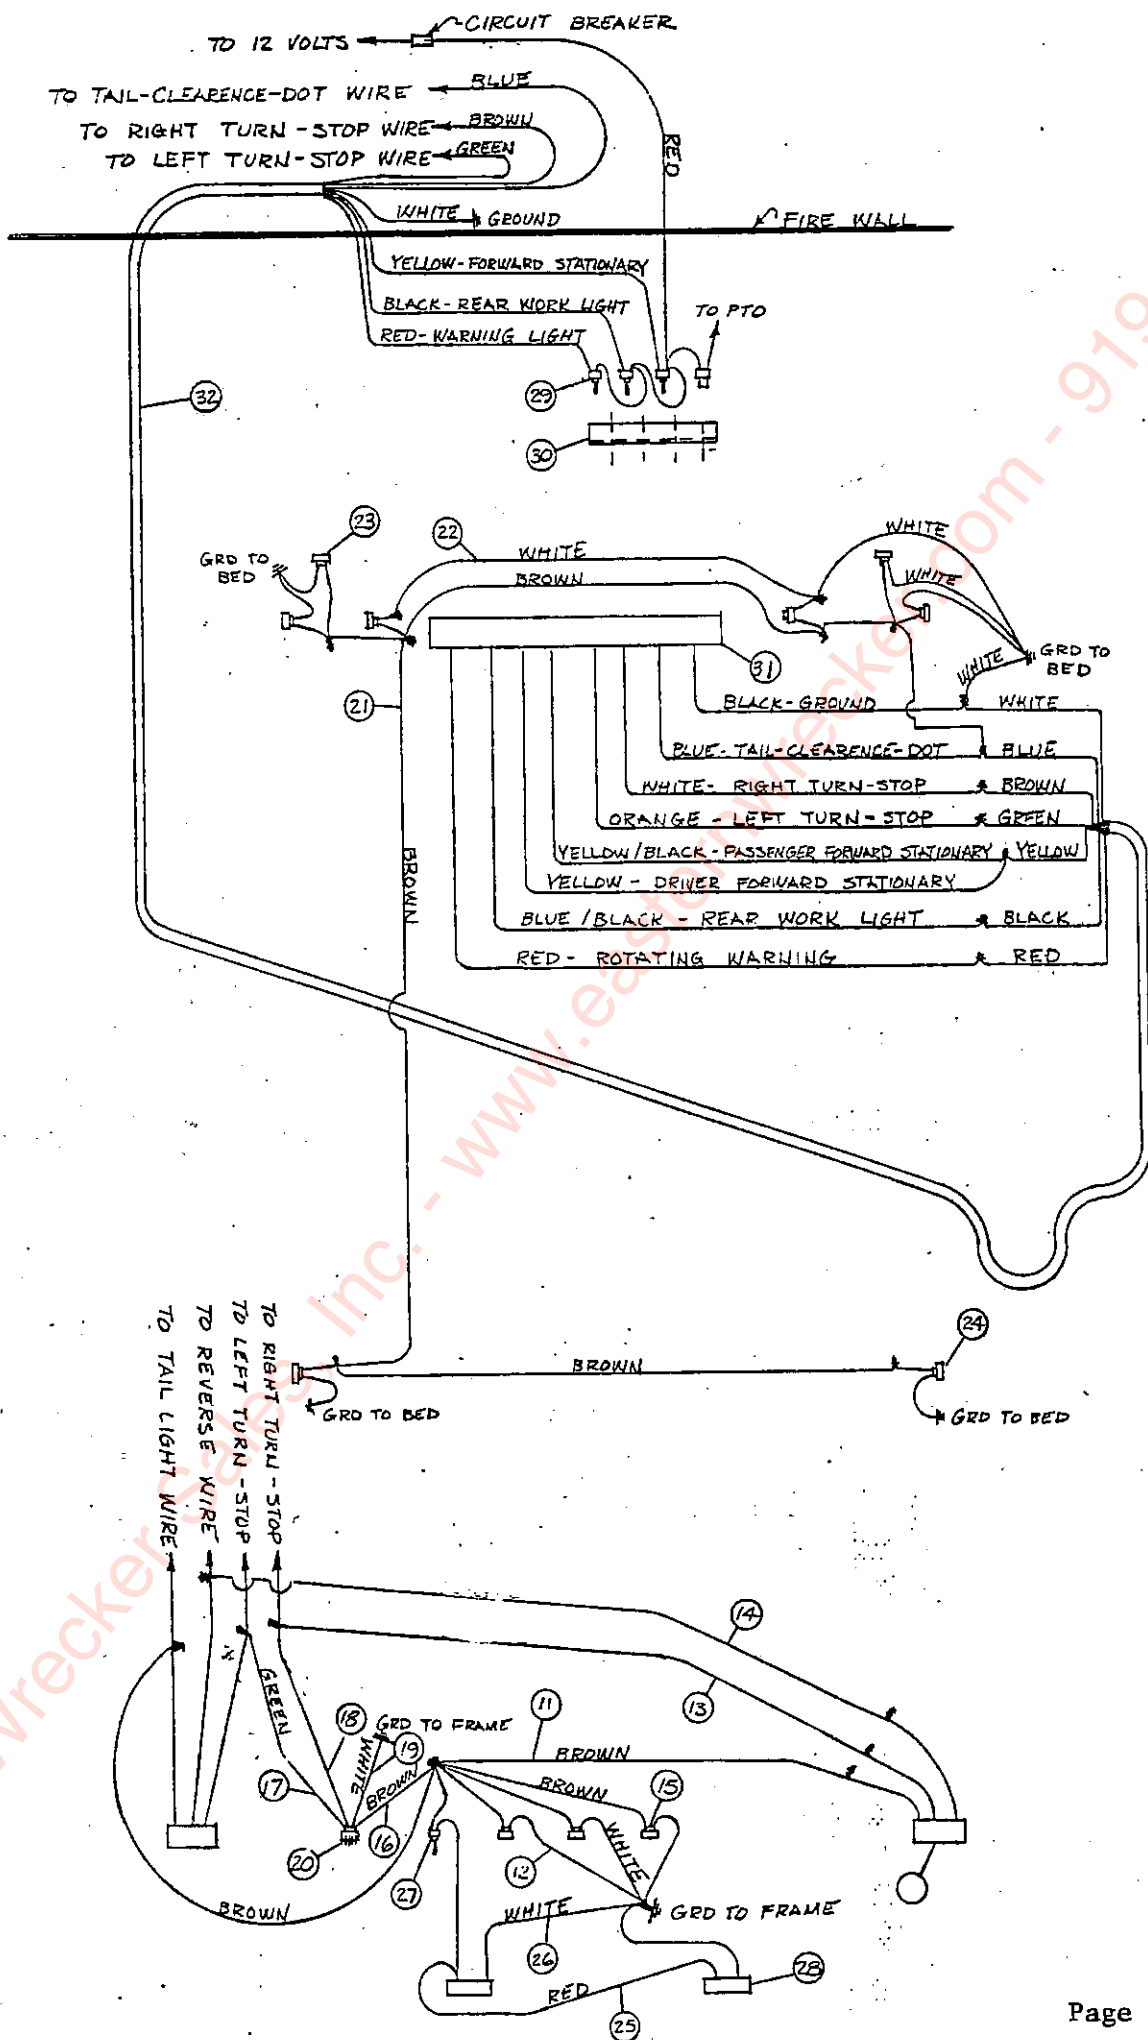 CIRCUIT BREAKER
TO 12 VOLTS
BLUE
TO TAIL-CLEARENCE-DOT WIRE
BROWN
TO RIGHT TURN-STOP WIRE
GREEN
TO LEFT TURN-STOP WIRE
RED
WHITE
GROUND
FIRE WALL
YELLOW-FORWARD STATIONARY
BLACK-REAR WORK LIGHT
TO PTO
RED-WARNING LIGHT
32
29
30
23
22
WHITE
WHITE
GRD TO BED
BROWN
WHITE
31
GRD TO BED
WHITE
21
BLACK-GROUND
WHITE
BLUE-TAIL-CLEARENCE-DOT
BLUE
WHITE- RIGHT TURN-STOP
BROWN
ORANGE - LEFT TURN-STOP
GREEN
YELLOW/BLACK-PASSENGER FORWARD STATIONARY
YELLOW
YELLOW - DRIVER FORWARD STATIONARY
BROWN
BLUE/BLACK - REAR WORK LIGHT
BLACK
RED- ROTATING WARNING
RED
24
BROWN
GRD TO BED
GRD TO BED
TO TAIL LIGHT WIRE
TO REVERSE WIRE
TO LEFT TURN-STOP
TO RIGHT TURN-STOP
14
13
GREEN
18
GRD TO FRAME
11
19
WHITE
BROWN
17
BROWN
BROWN
15
16
20
12
WHITE
27
BROWN
WHITE
GRD TO FRAME
26
28
RED
25
Page
wrecker Sales, Inc. - www.easternwrecker.com - 919